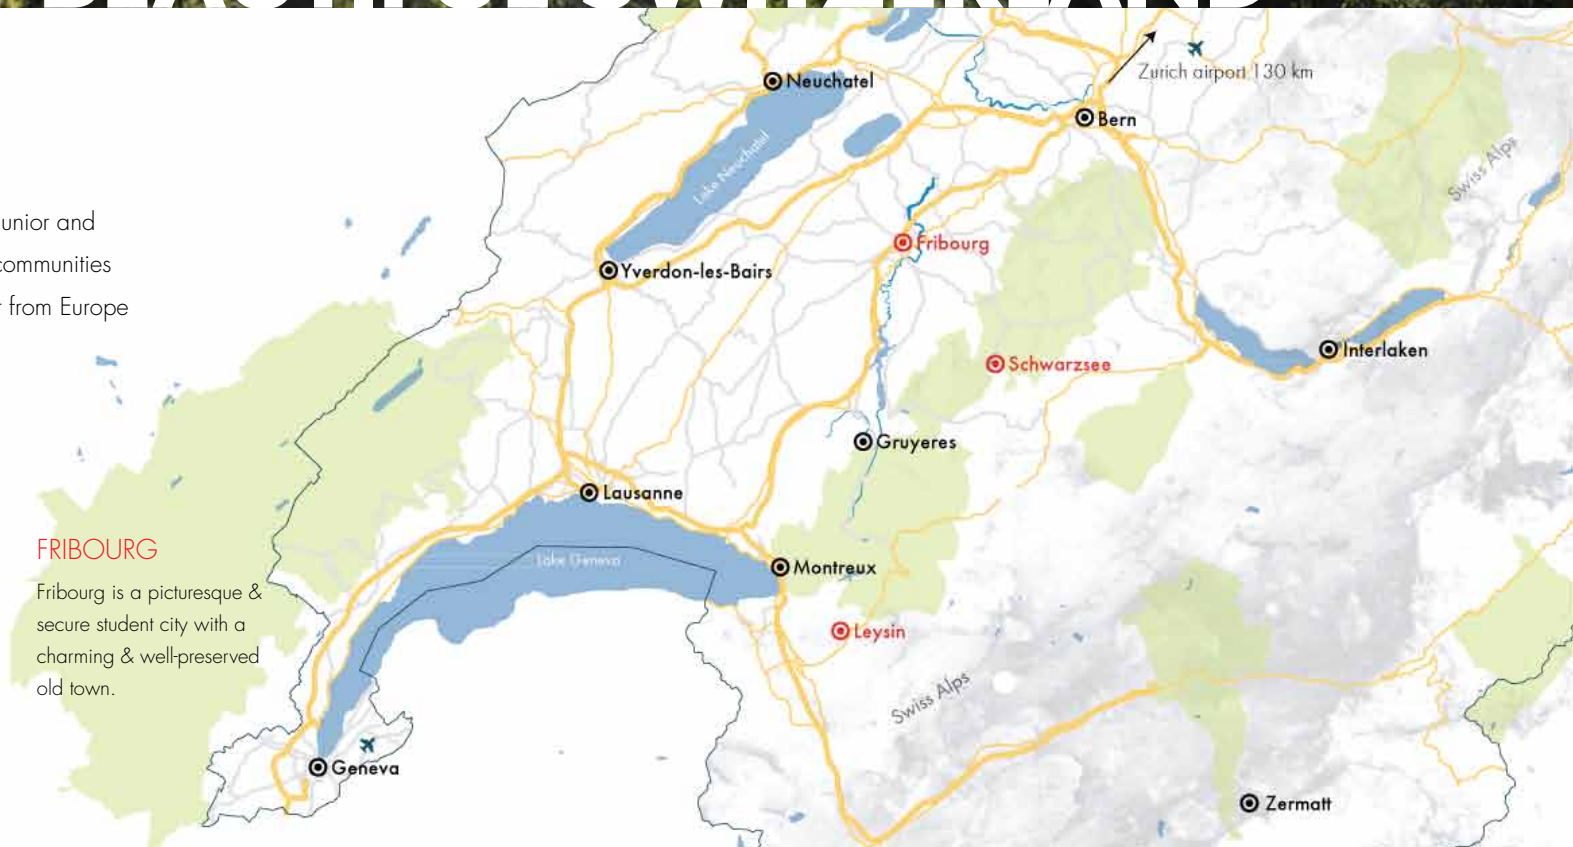 SWITZERLAND
Zurich airport 130 km
Neuchatel
Bern
Lake Neuchatel
Swiss Alps
unior and
communities
from Europe
Fribourg
Yverdon-les-Bairs
Interlaken
Schwarzsee
Gruyeres
Lausanne
FRIBOURG
Lake Geneva
Montreux
Fribourg is a picturesque &
secure student city with a
charming & well-preserved
old town.
Leysin
Swiss Alps
Geneva
Zermatt